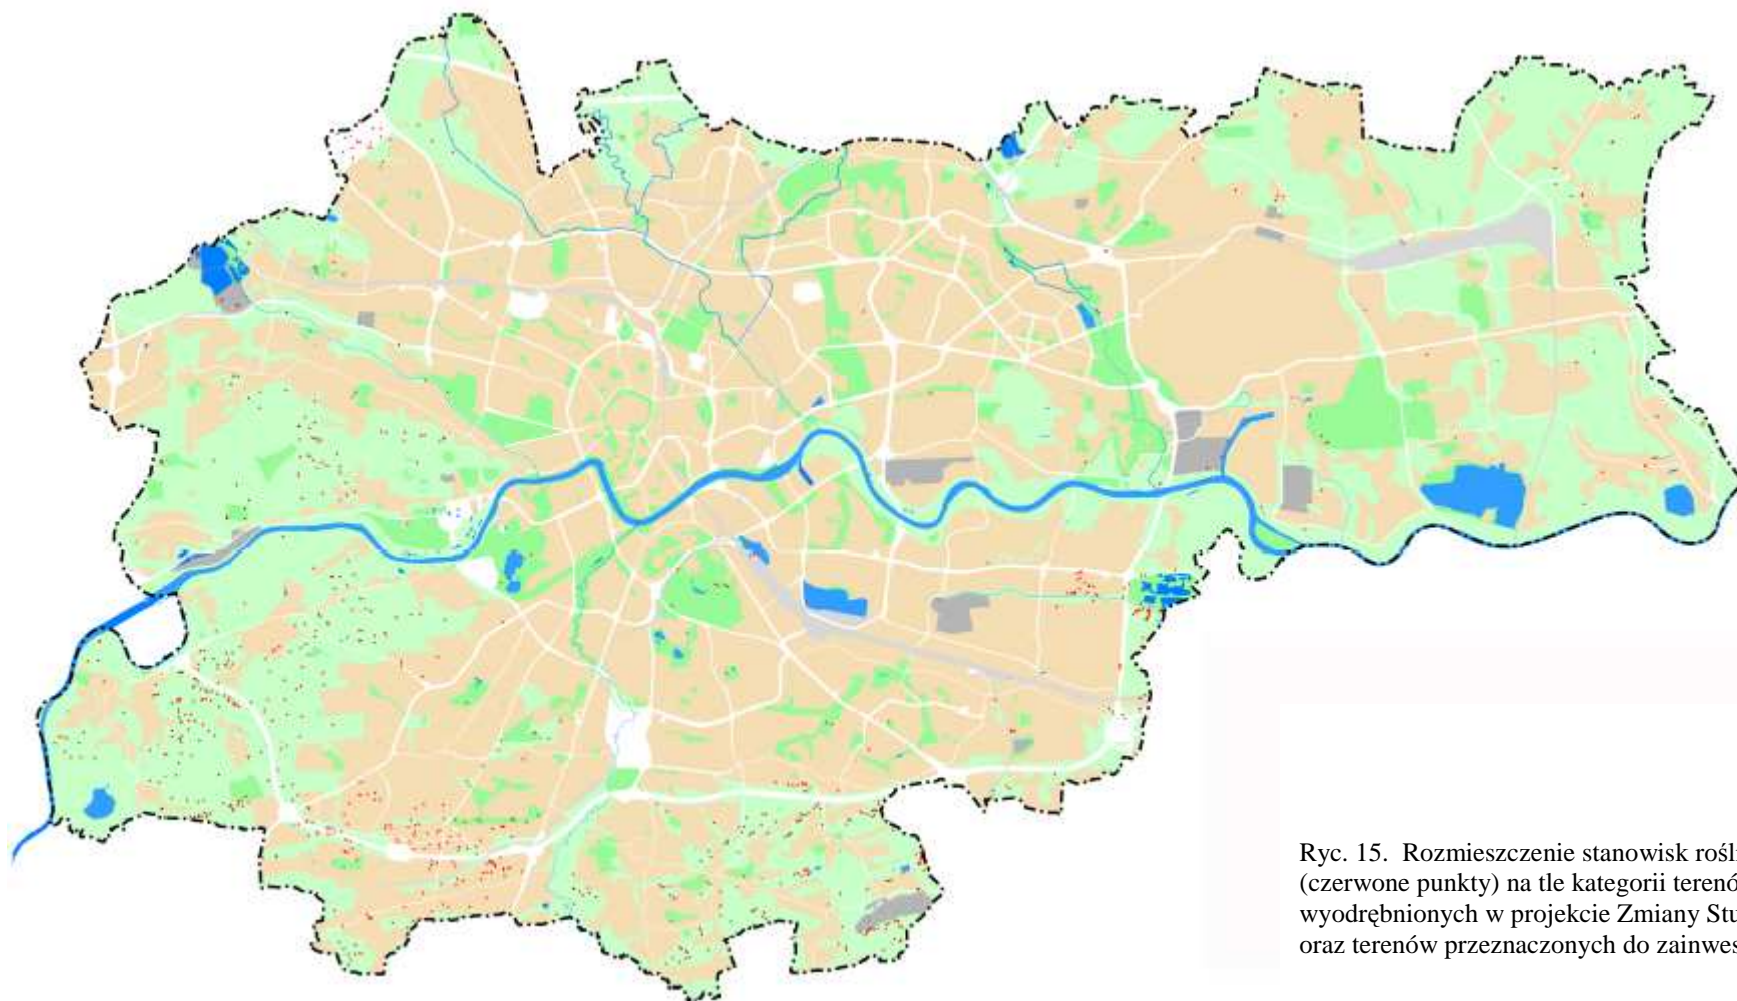 Ryc. 15. Rozmieszczenie stanowisk rośli
(czerwone punkty) na tle kategorii terenó
wyodrębnionych w projekcie Zmiany Stu
oraz terenów przeznaczonych do zainwes